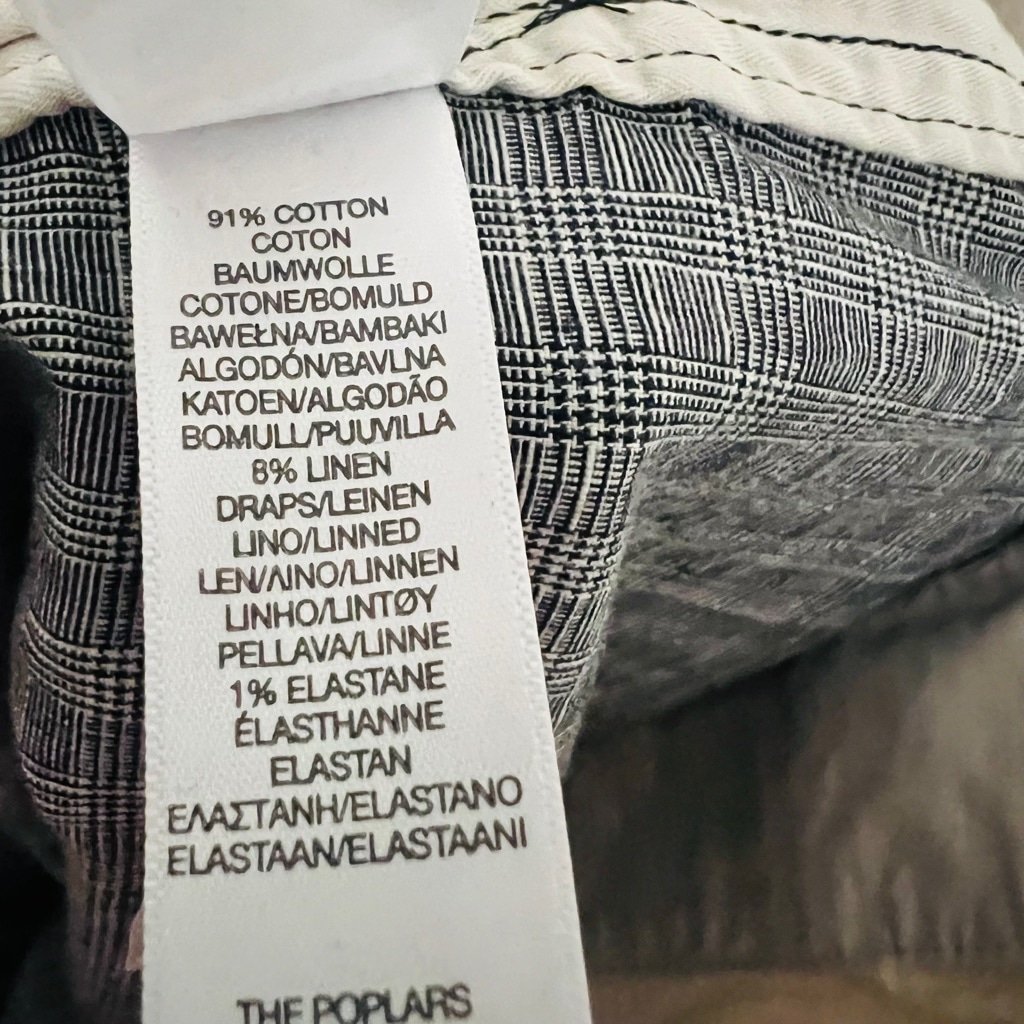 91% COTTON
COTON
BAUMWOLLE
COTONE/BOMULD
BAWEŁNA/BAMBAKI
ALGODÓN/BAVLNA
KATOEN/ALGODÃO
BOMULL/PUUVILLA
8% LINEN
DRAPS/LEINEN
LINO/LINNED
LEN/ΛINO/LINNEN
LINHO/LINTØY
PELLAVA/LINNE
1% ELASTANE
ÉLASTHANNE
ELASTAN
ΕΛΑΣΤΑΝΗ/ELASTANO
ELASTAAN/ELASTAANI
THE POPLARS